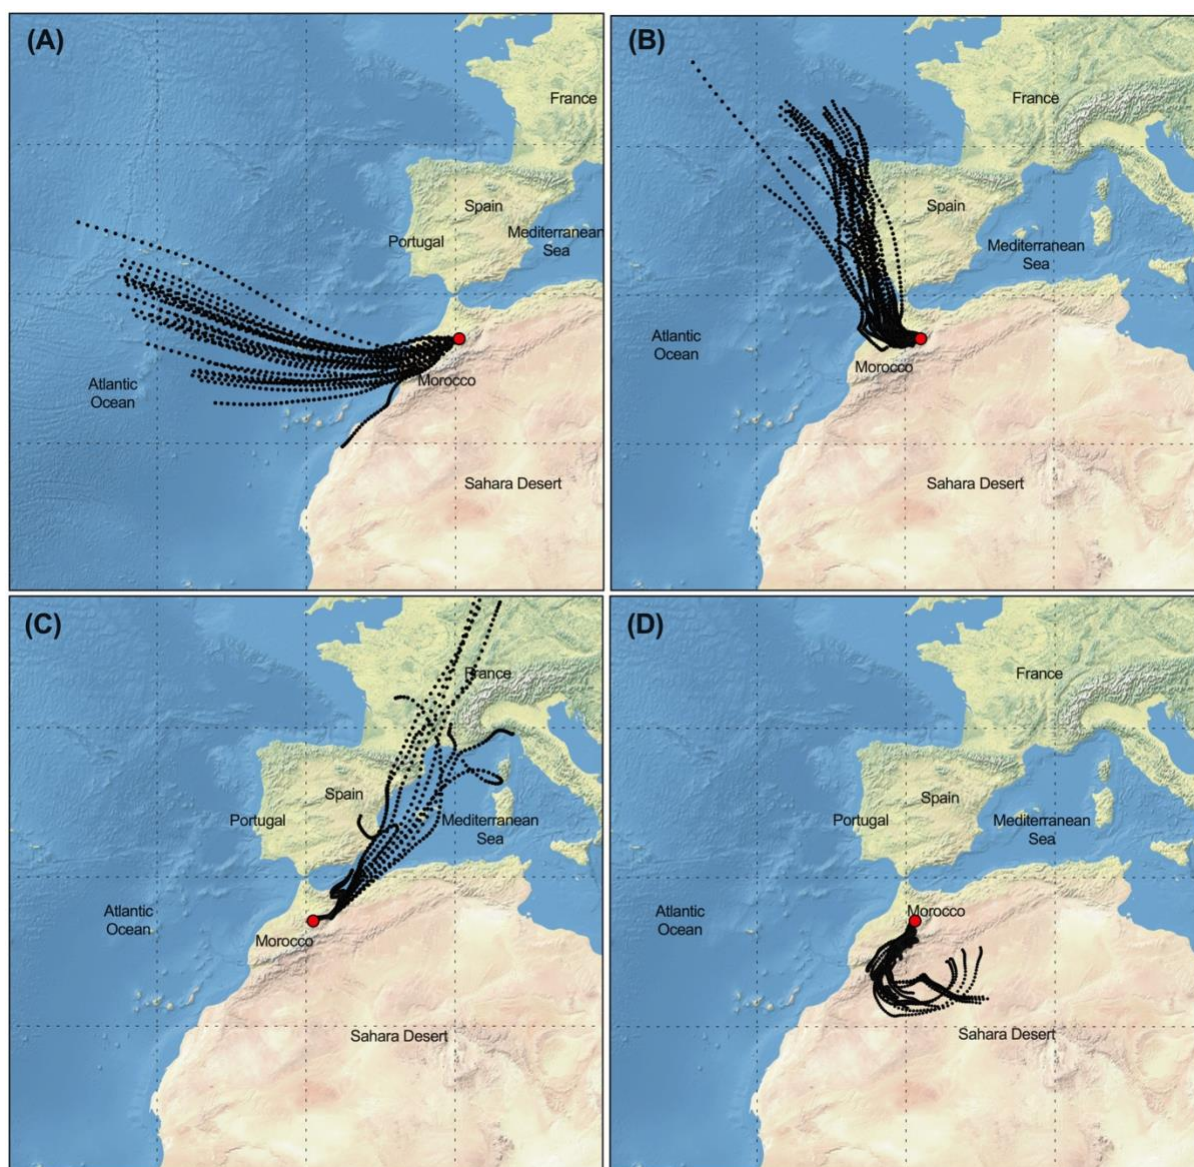 (A)
France
Spain
Portugal
Mediterranean
Sea
Atlantic
Ocean
Morocco
Sahara Desert
(B)
France
Spain
Mediterranean
Sea
Atlantic
Ocean
Morocco
Sahara Desert
(C)
France
Spain
Portugal
Mediterranean
Sea
Atlantic
Ocean
Morocco
Sahara Desert
(D)
France
Spain
Portugal
Mediterranean
Sea
Atlantic
Ocean
Morocco
Sahara Desert